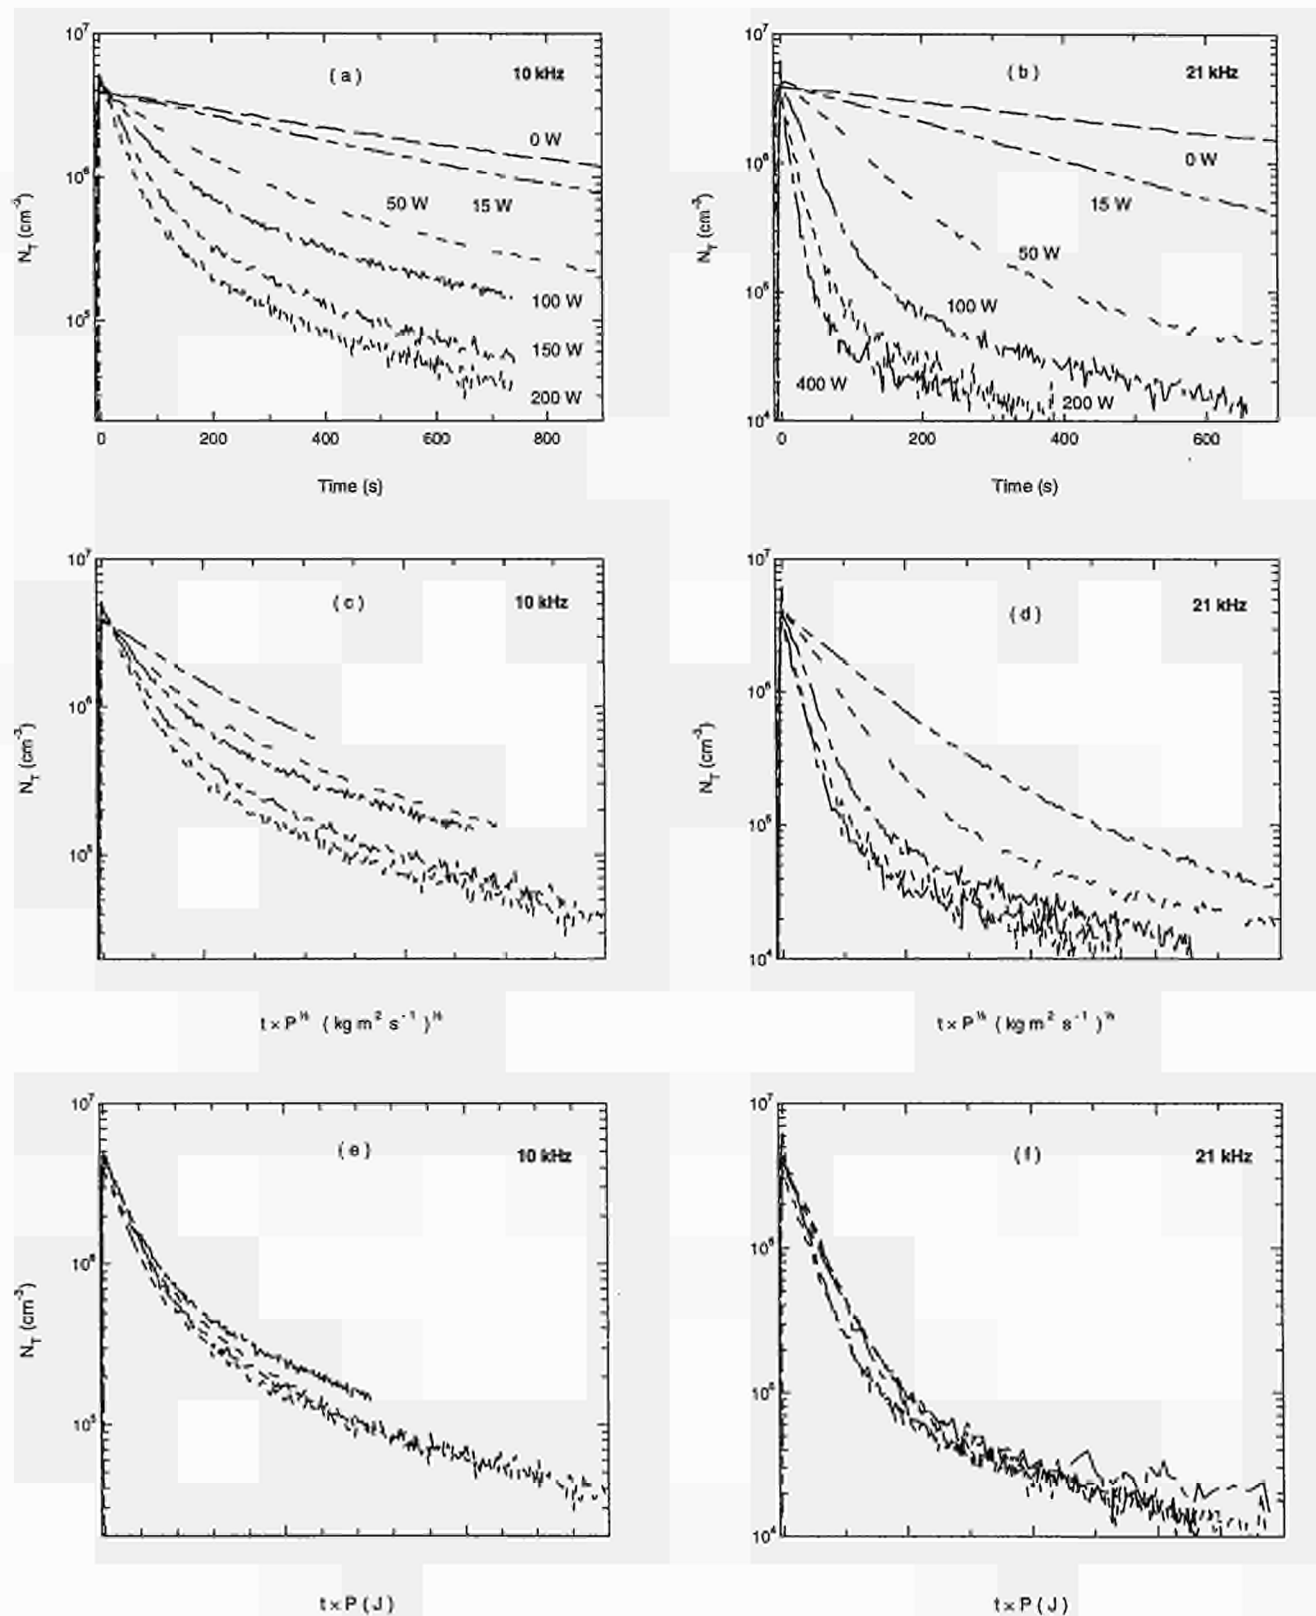 10⁷
( a )
10 kHz
0 W
10⁶
50 W
15 W
N_T (cm⁻³)
100 W
10⁵
150 W
200 W
0 200 400 600 800
Time (s)
10⁷
( b )
21 kHz
0 W
10⁶
15 W
N_T (cm⁻³)
50 W
10⁵
100 W
400 W
200 W
10⁴
0 200 400 600
Time (s)
10⁷
( c )
10 kHz
10⁶
N_T (cm⁻³)
10⁵
t × P^½ ( kg m² s⁻¹ )^½
10⁷
( d )
21 kHz
10⁶
N_T (cm⁻³)
10⁵
10⁴
t × P^½ ( kg m² s⁻¹ )^½
10⁷
( e )
10 kHz
10⁶
N_T (cm⁻³)
10⁵
t × P ( J )
10⁷
( f )
21 kHz
10⁶
10⁵
10⁴
t × P ( J )